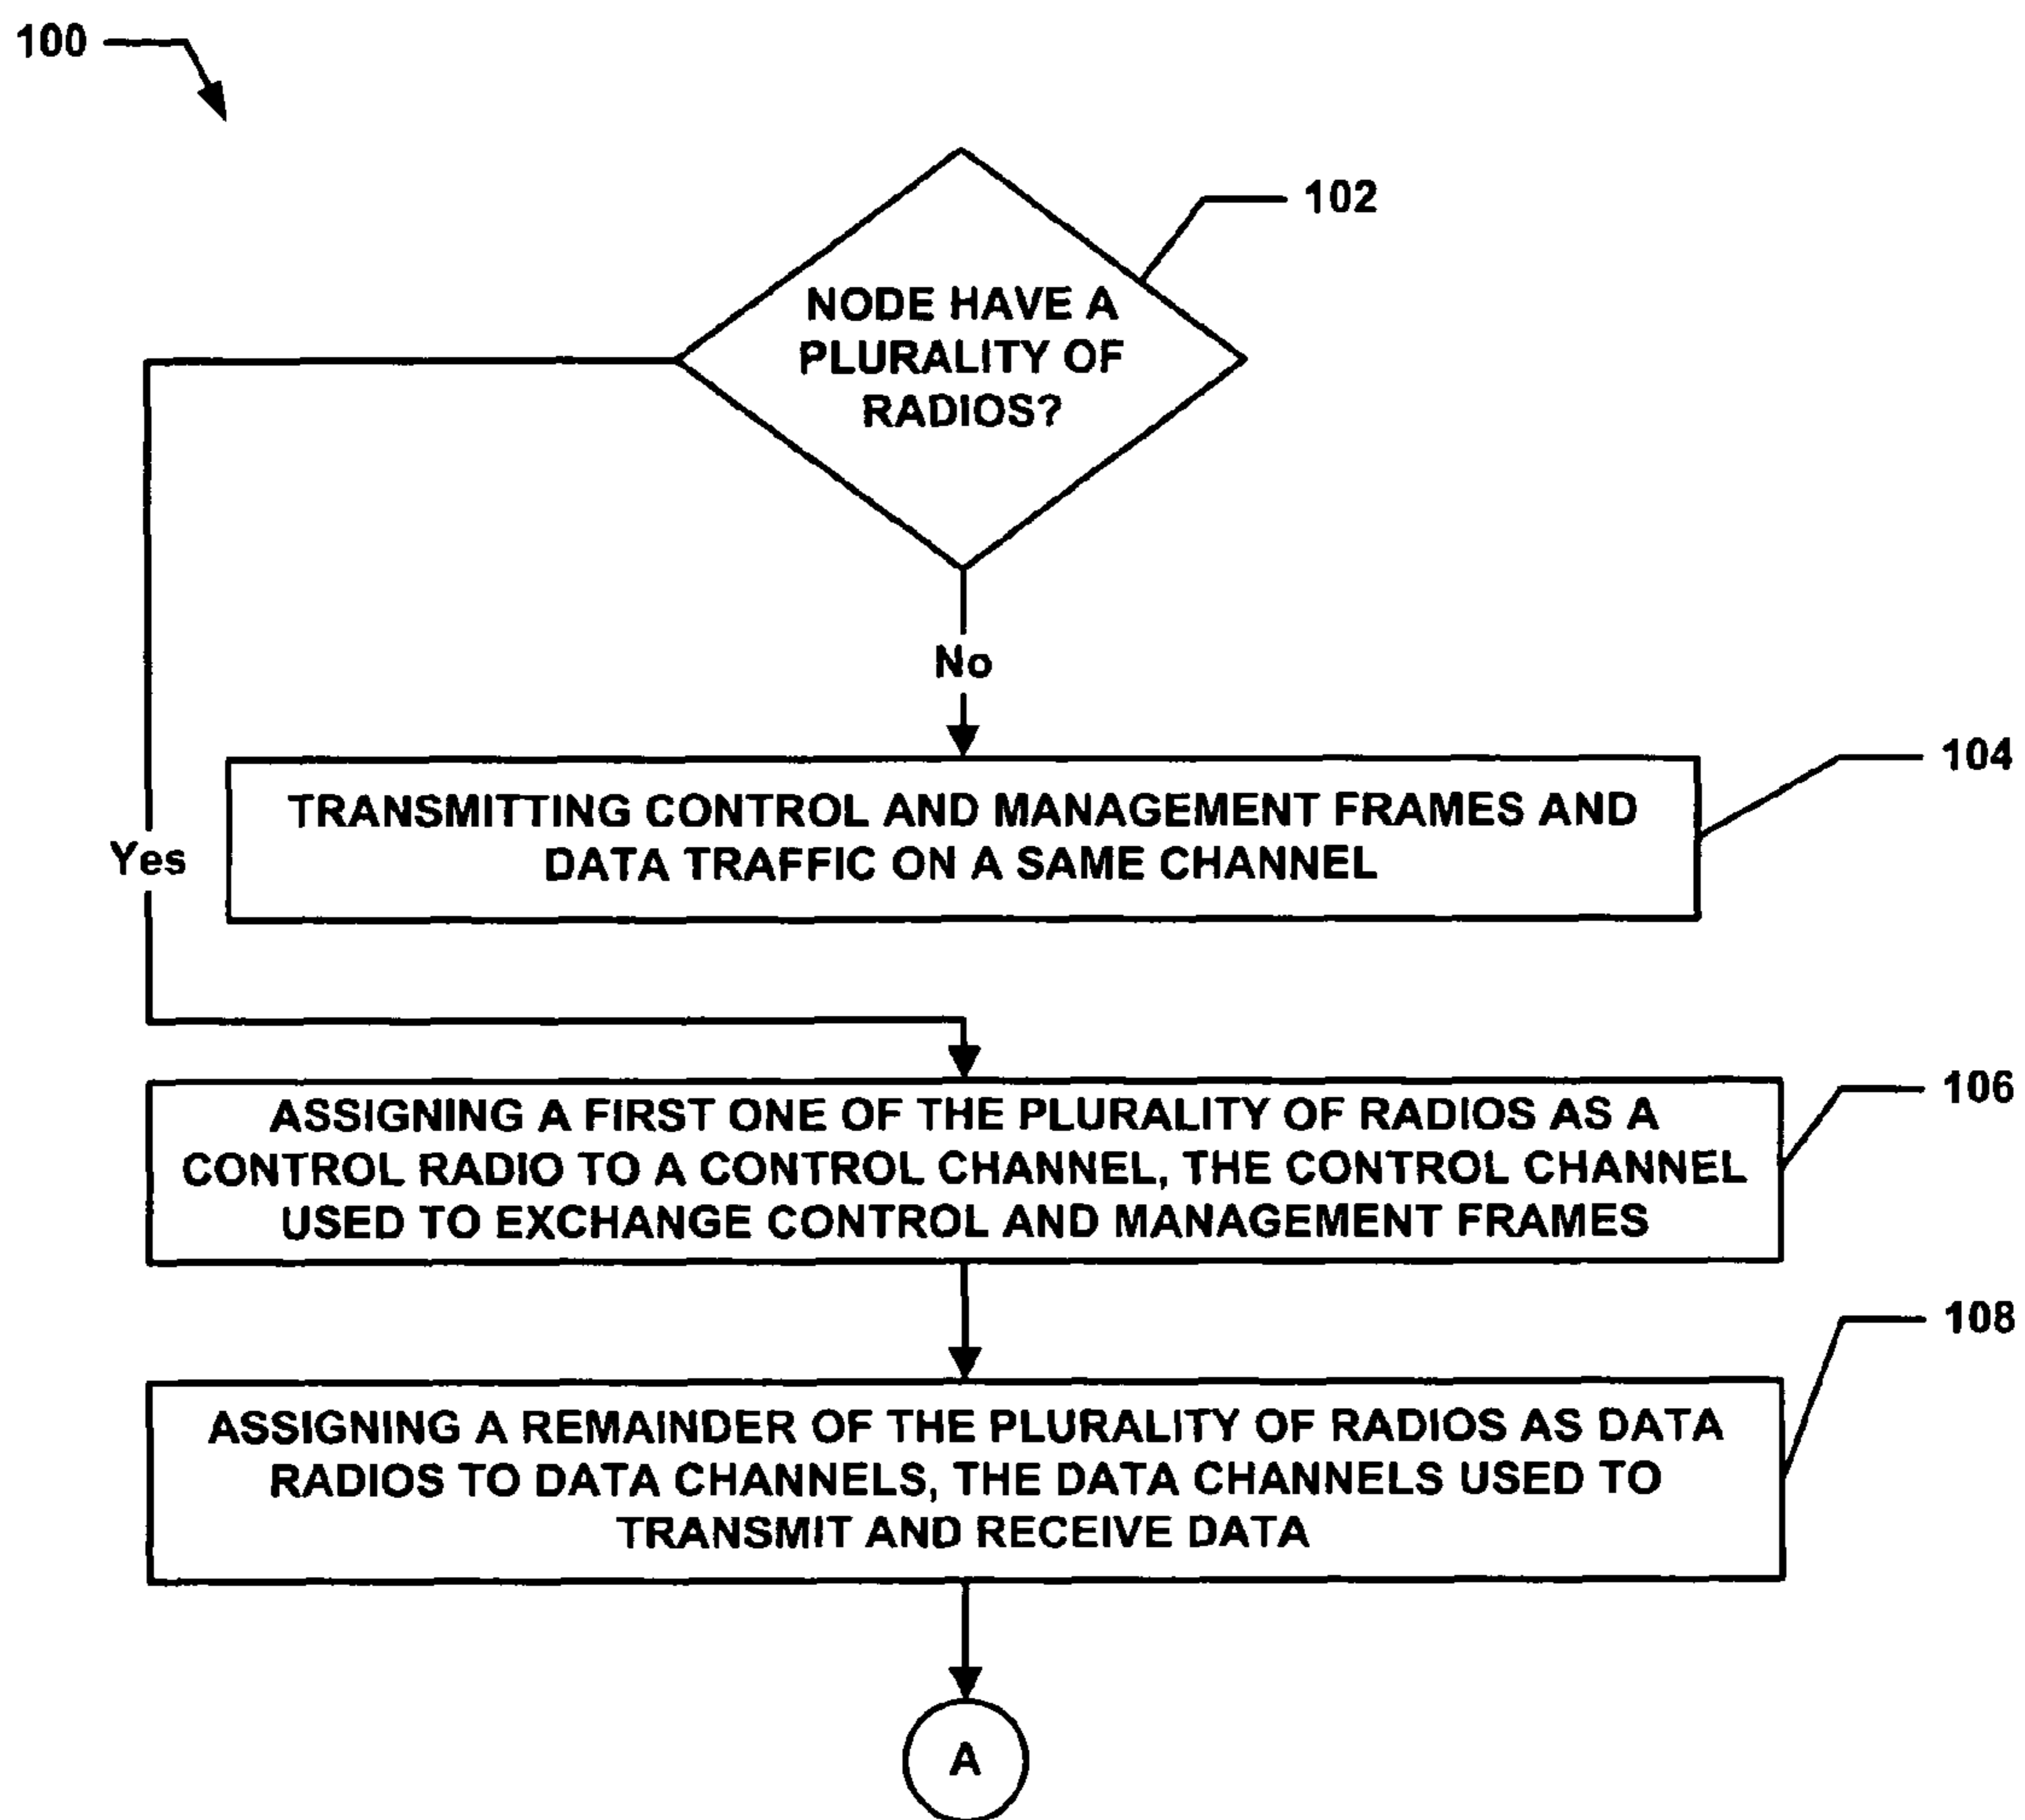 100
102
NODE HAVE A
PLURALITY OF
RADIOS?
No
104
TRANSMITTING CONTROL AND MANAGEMENT FRAMES AND
DATA TRAFFIC ON A SAME CHANNEL
Yes
106
ASSIGNING A FIRST ONE OF THE PLURALITY OF RADIOS AS A
CONTROL RADIO TO A CONTROL CHANNEL, THE CONTROL CHANNEL
USED TO EXCHANGE CONTROL AND MANAGEMENT FRAMES
108
ASSIGNING A REMAINDER OF THE PLURALITY OF RADIOS AS DATA
RADIOS TO DATA CHANNELS, THE DATA CHANNELS USED TO
TRANSMIT AND RECEIVE DATA
A